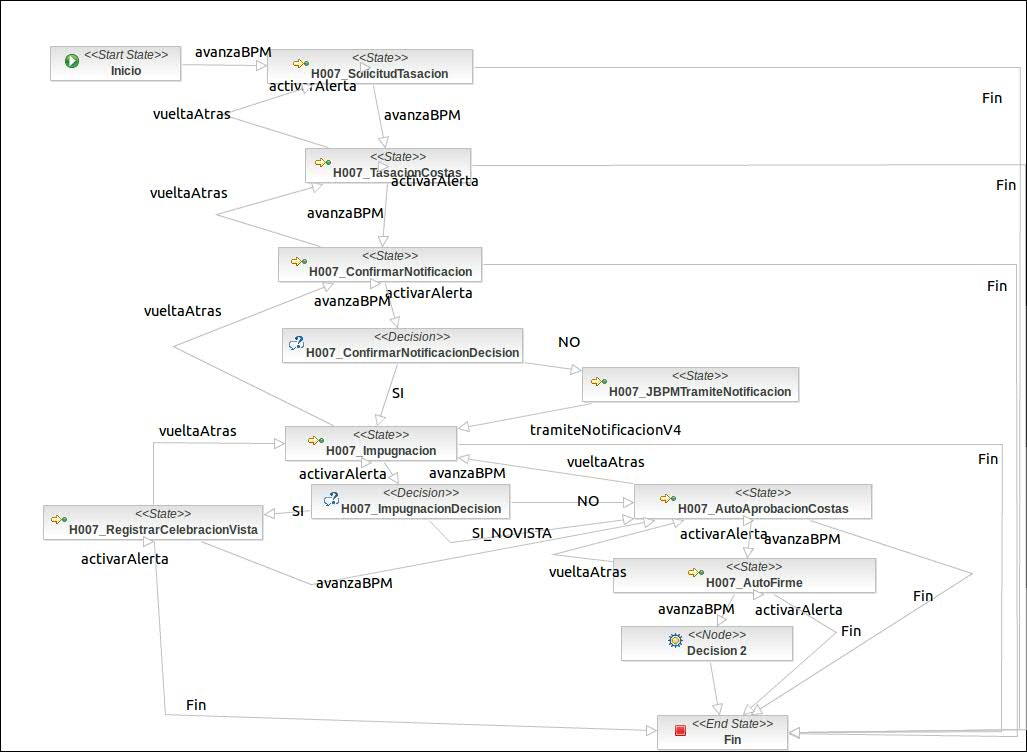 <<Start State>>
Inicio
avanzaBPM
<<State>>
H007_SolicitudTasacion
activarAlerta
Fin
vueltaAtras
avanzaBPM
<<State>>
H007_TasacionCostas
activarAlerta
Fin
vueltaAtras
avanzaBPM
<<State>>
H007_ConfirmarNotificacion
activarAlerta
Fin
avanzaBPM
vueltaAtras
<<Decision>>
H007_ConfirmarNotificacionDecision
NO
<<State>>
H007_JBPMTramiteNotificacion
SI
tramiteNotificacionV4
vueltaAtras
<<State>>
H007_Impugnacion
Fin
activarAlerta
avanzaBPM
vueltaAtras
<<Decision>>
H007_ImpugnacionDecision
NO
<<State>>
H007_AutoAprobacionCostas
SI
<<State>>
H007_RegistrarCelebracionVista
SI_NOVISTA
activarAlerta
avanzaBPM
activarAlerta
vueltaAtras
<<State>>
H007_AutoFirme
avanzaBPM
Fin
avanzaBPM
activarAlerta
Fin
<<Node>>
Decision 2
Fin
<<End State>>
Fin